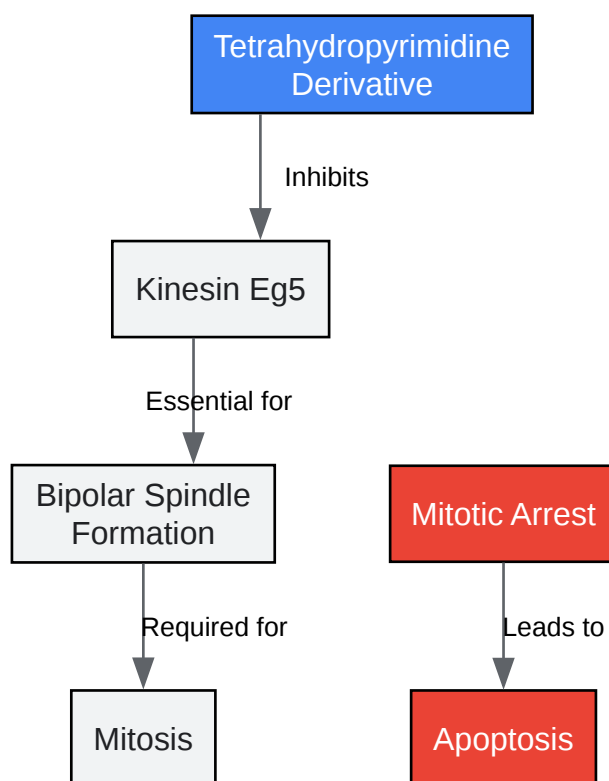 Tetrahydropyrimidine
Derivative
Inhibits
Kinesin Eg5
Essential for
Bipolar Spindle
Formation
Mitotic Arrest
Required for
Leads to
Mitosis
Apoptosis